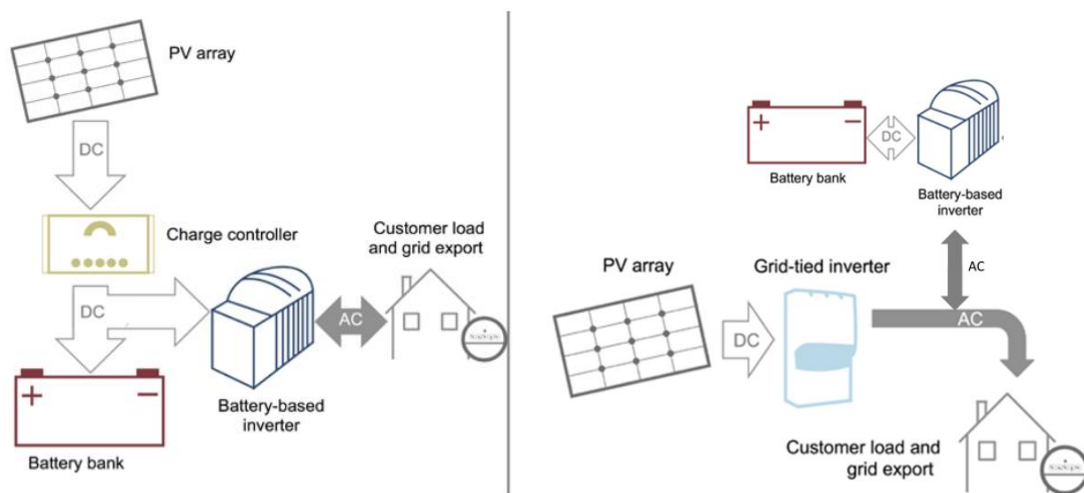 PV array
DC
Charge controller
DC
Customer load
and grid export
AC
+ −
Battery-based
inverter
Battery bank
+ −
DC
Battery bank
Battery-based
inverter
AC
PV array
Grid-tied inverter
DC
AC
Customer load and
grid export